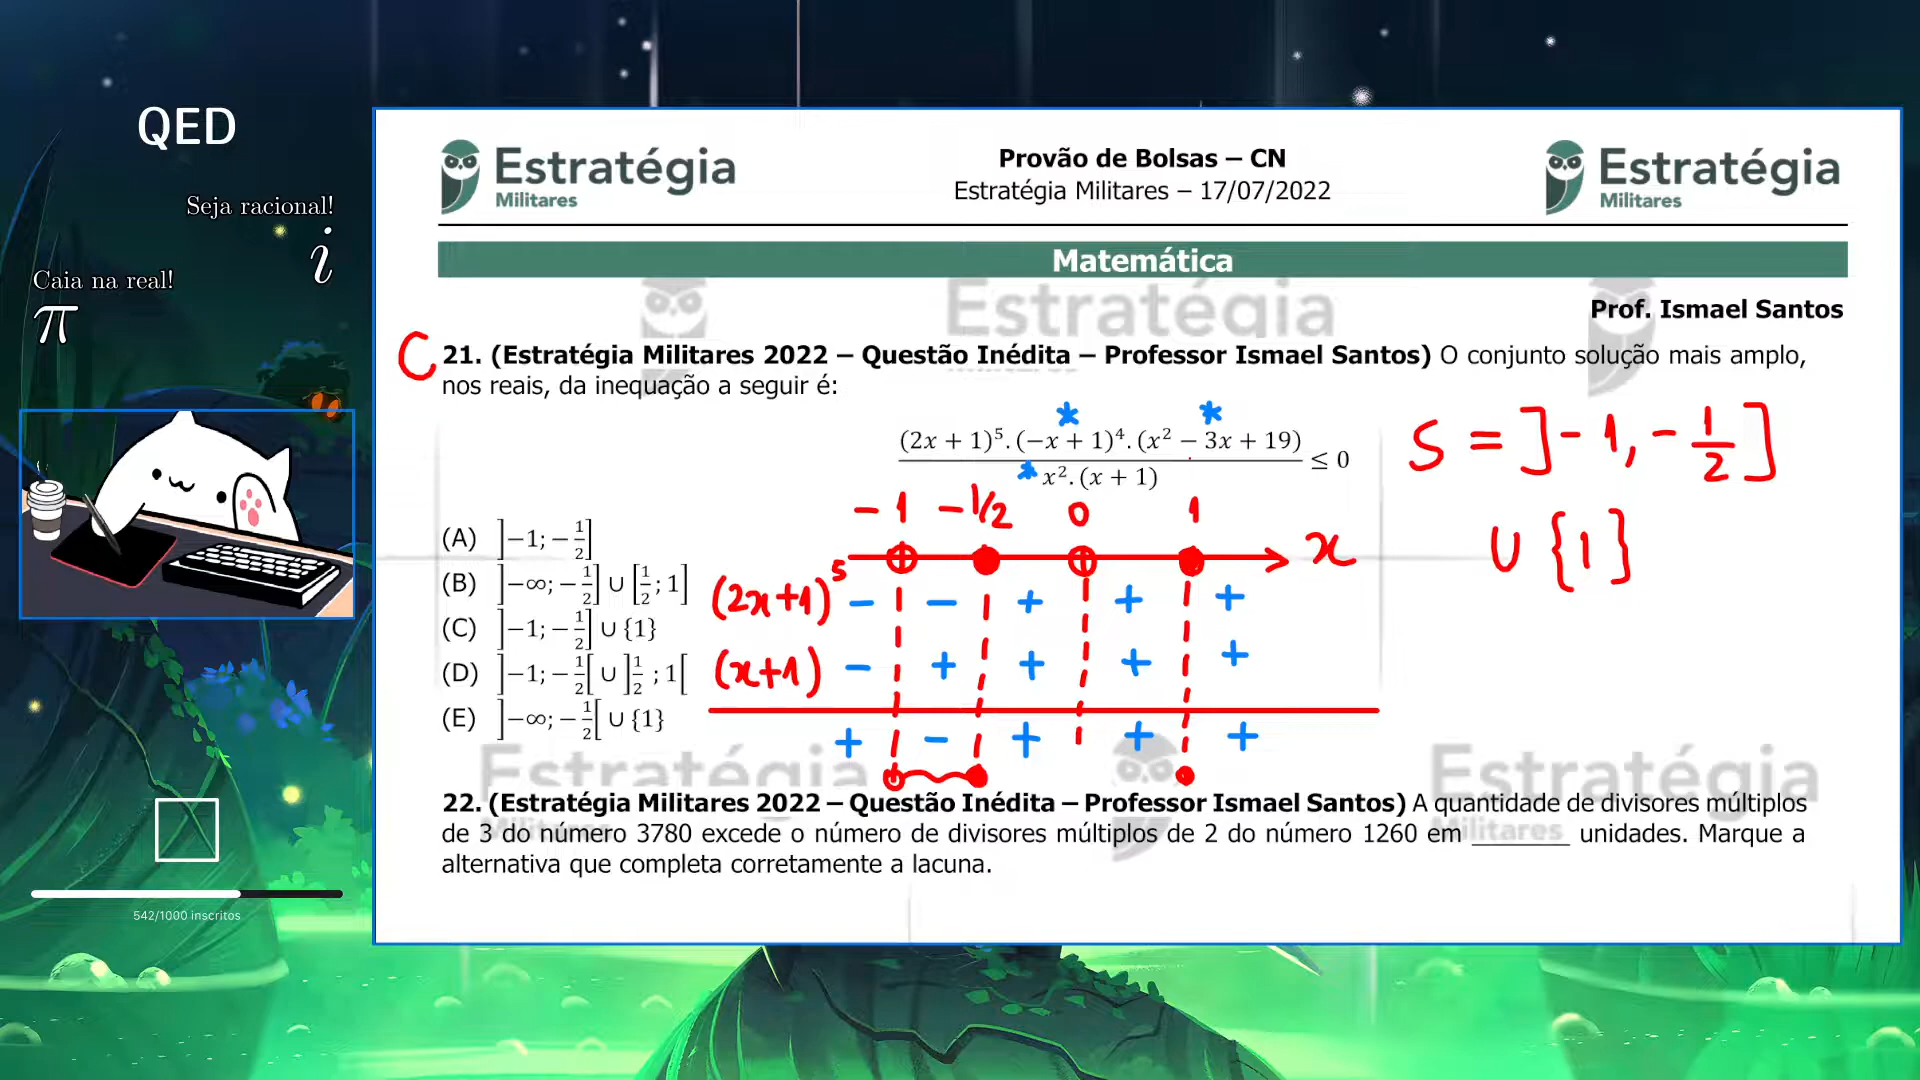 QED
Seja racional!
i
Caia na real!
π
542/1000 inscritos
Estratégia
Militares
Provão de Bolsas – CN
Estratégia Militares – 17/07/2022
Estratégia
Militares
Matemática
Estratégia
Prof. Ismael Santos
C
21. (Estratégia Militares 2022 – Questão Inédita – Professor Ismael Santos) O conjunto solução mais amplo,
nos reais, da inequação a seguir é:
* *
(2x + 1)⁵. (−x + 1)⁴. (x² − 3x + 19)
≤ 0
* x². (x + 1)
S = ]-1, -1/2]
∪ {1}
-1 -1/2 0 1
x
(A) ]−1; −1/2]
(B) ]−∞; −1/2] ∪ [1/2; 1]
(C) ]−1; −1/2] ∪ {1}
(D) ]−1; −1/2[ ∪ ]1/2 ; 1[
(E) ]−∞; −1/2[ ∪ {1}
(2x+1)⁵ - - + + +
(x+1) - + + + +
+ - + + +
Estratégia
Estratégia
22. (Estratégia Militares 2022 – Questão Inédita – Professor Ismael Santos) A quantidade de divisores múltiplos
de 3 do número 3780 excede o número de divisores múltiplos de 2 do número 1260 em ________ unidades. Marque a
alternativa que completa corretamente a lacuna.